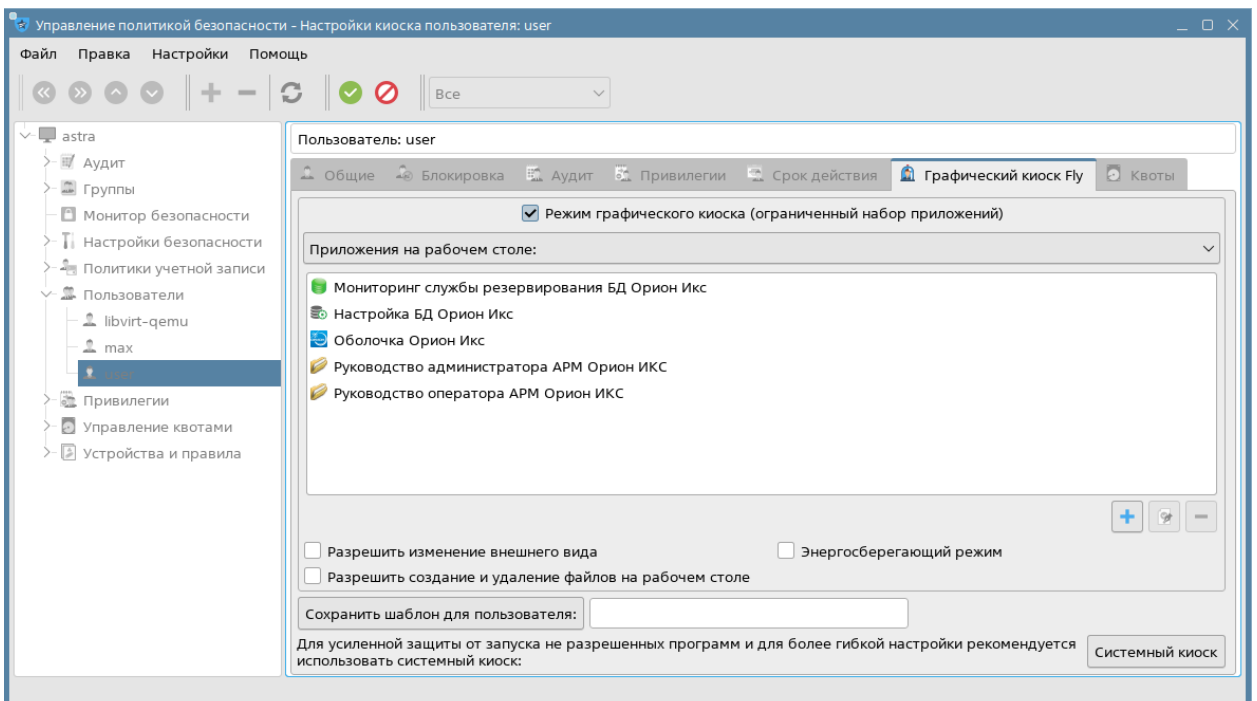 Управление политикой безопасности - Настройки киоска пользователя: user
Файл Правка Настройки Помощь
Все
astra
Аудит
Группы
Монитор безопасности
Настройки безопасности
Политики учетной записи
Пользователи
libvirt-qemu
max
user
Привилегии
Управление квотами
Устройства и правила
Пользователь: user
Общие Блокировка Аудит Привилегии Срок действия Графический киоск Fly Квоты
Режим графического киоска (ограниченный набор приложений)
Приложения на рабочем столе:
Мониторинг службы резервирования БД Орион Икс
Настройка БД Орион Икс
Оболочка Орион Икс
Руководство администратора АРМ Орион ИКС
Руководство оператора АРМ Орион ИКС
Разрешить изменение внешнего вида Энергосберегающий режим
Разрешить создание и удаление файлов на рабочем столе
Сохранить шаблон для пользователя:
Для усиленной защиты от запуска не разрешенных программ и для более гибкой настройки рекомендуется
использовать системный киоск:
Системный киоск